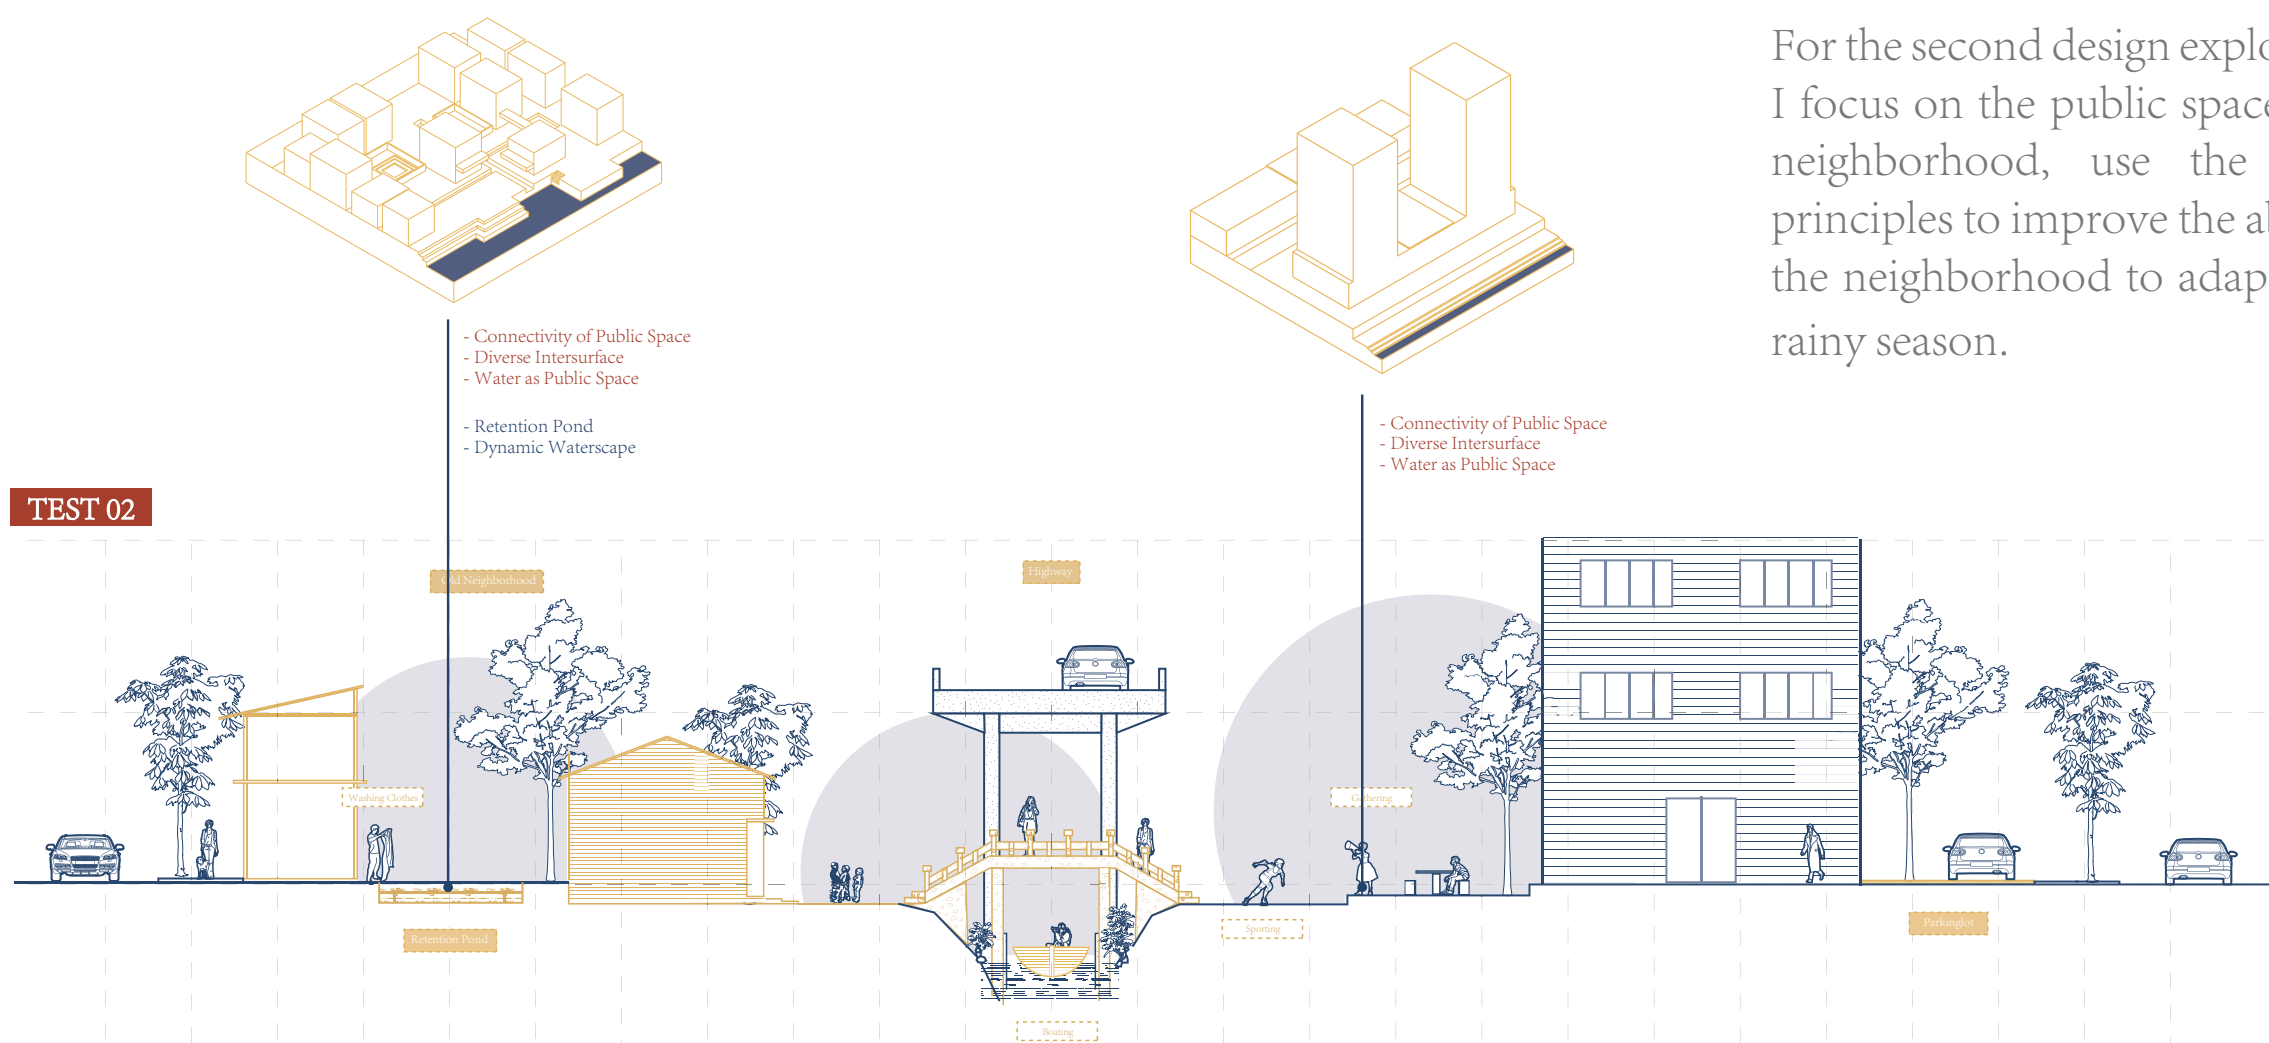 For the second design explo
I focus on the public space
neighborhood, use the
principles to improve the al
the neighborhood to adap
rainy season.
- Connectivity of Public Space
- Diverse Intersurface
- Water as Public Space
- Retention Pond
- Dynamic Waterscape
- Connectivity of Public Space
- Diverse Intersurface
- Water as Public Space
TEST 02
Old Neighborhood
Highway
Washing Clothes
Gathering
Retention Pond
Sporting
Parkinglot
Boating